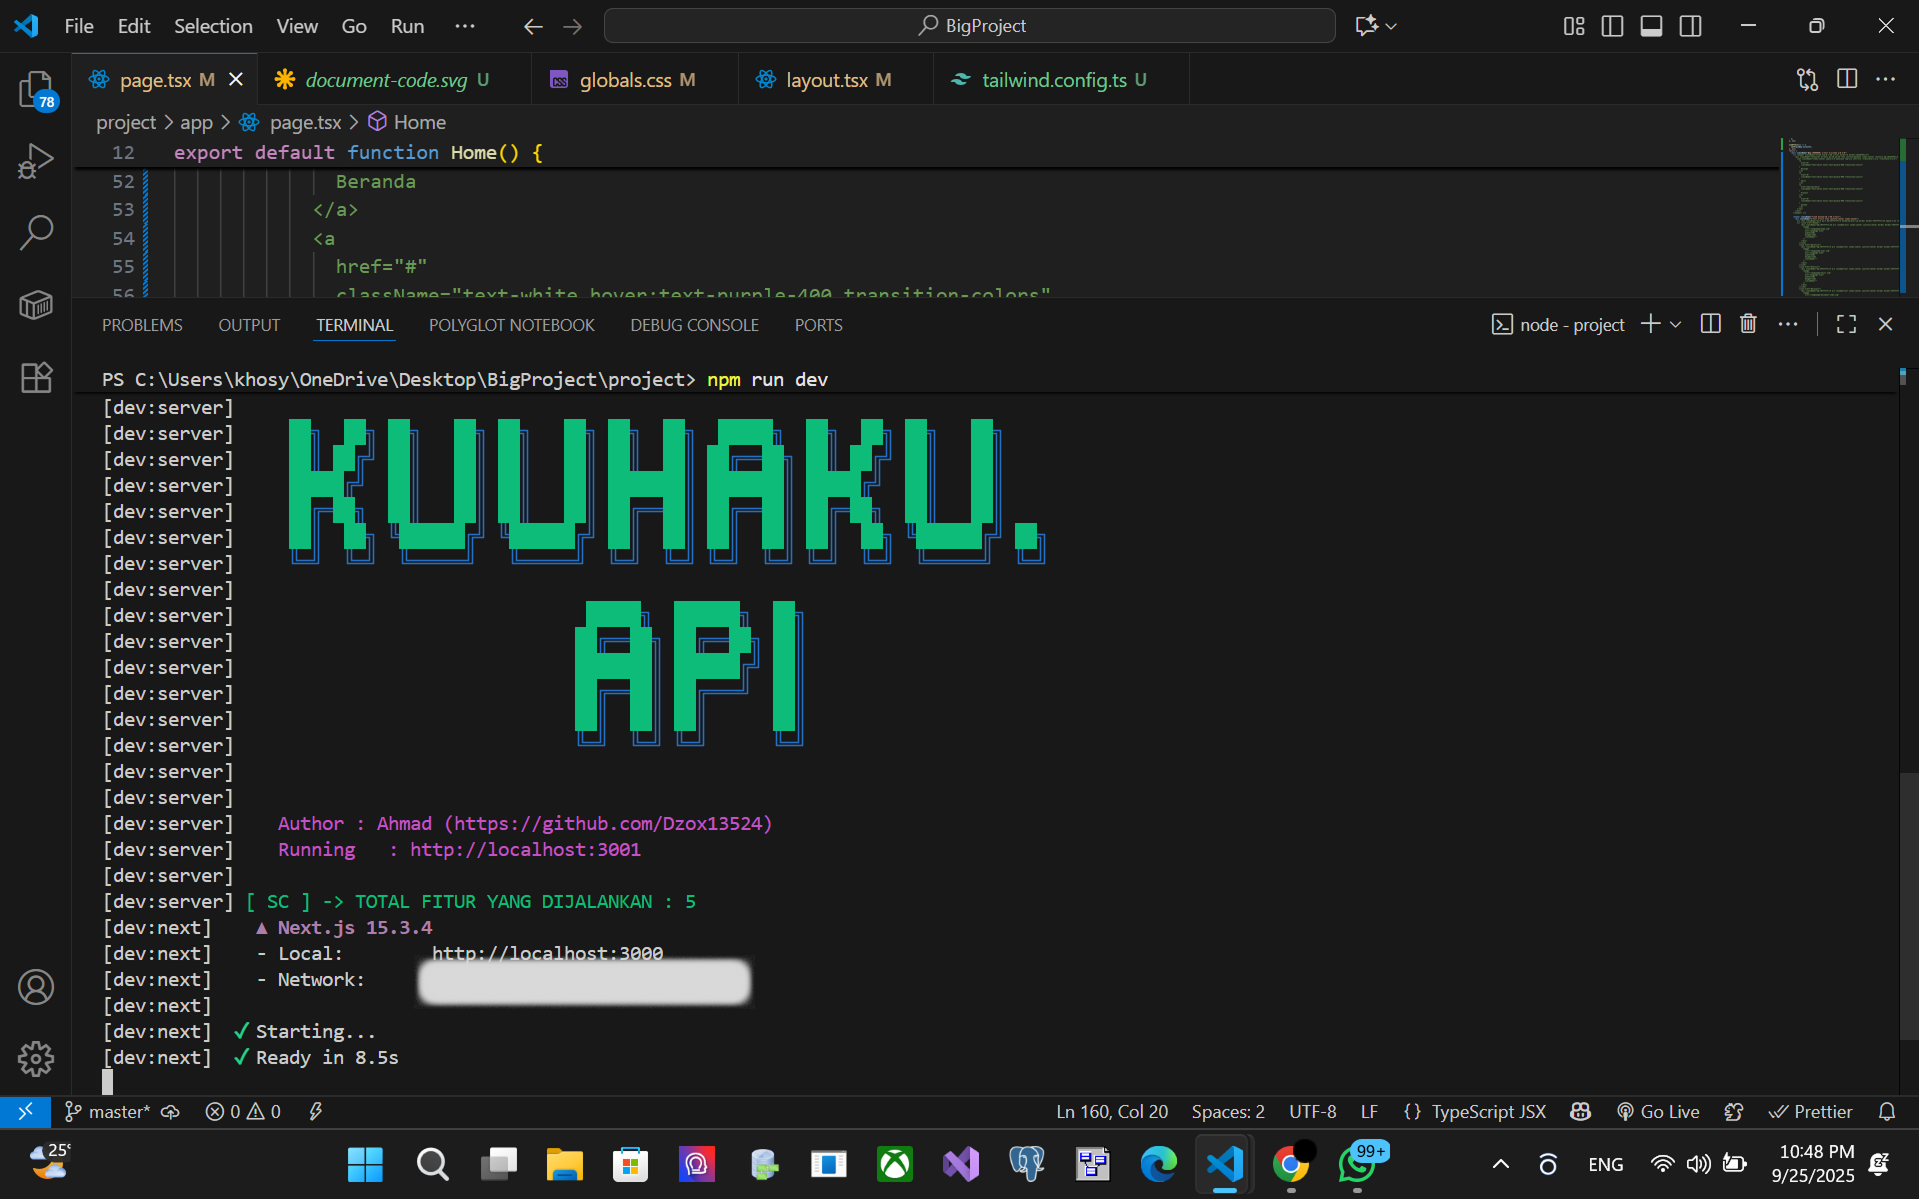 File Edit Selection View Go Run ··· BigProject
78
page.tsx M document-code.svg U globals.css M layout.tsx M tailwind.config.ts U
project > app > page.tsx > Home
12 export default function Home() {
52 Beranda
53 </a>
54 <a
55 href="#"
56 className="text-white hover:text-purple-400 transition-colors"
PROBLEMS OUTPUT TERMINAL POLYGLOT NOTEBOOK DEBUG CONSOLE PORTS node - project
PS C:\Users\khosy\OneDrive\Desktop\BigProject\project> npm run dev
[dev:server]
[dev:server] KUUHAKU.
[dev:server]
[dev:server]
[dev:server]
[dev:server]
[dev:server]
[dev:server]
[dev:server] API
[dev:server]
[dev:server]
[dev:server]
[dev:server]
[dev:server]
[dev:server]
[dev:server]
[dev:server] Author : Ahmad (https://github.com/Dzox13524)
[dev:server] Running : http://localhost:3001
[dev:server]
[dev:server] [ SC ] -> TOTAL FITUR YANG DIJALANKAN : 5
[dev:next] ▲ Next.js 15.3.4
[dev:next] - Local: http://localhost:3000
[dev:next] - Network:
[dev:next]
[dev:next] ✓ Starting...
[dev:next] ✓ Ready in 8.5s
master* 0 0 Ln 160, Col 20 Spaces: 2 UTF-8 LF {} TypeScript JSX Go Live Prettier
25° 99+ ENG 10:48 PM
9/25/2025